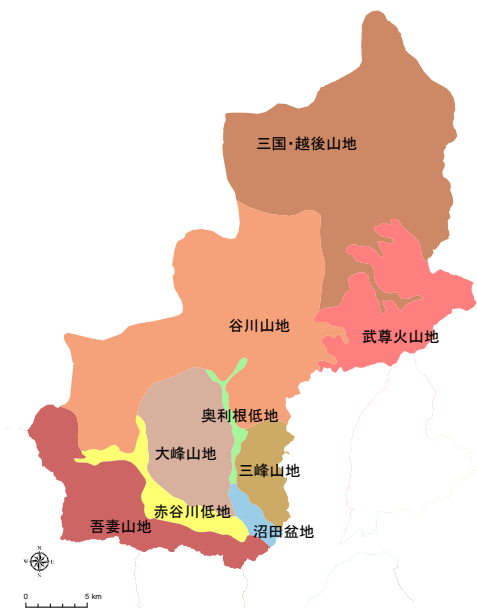 三国・越後山地
谷川山地
武尊火山地
奥利根低地
大峰山地
三峰山地
赤谷川低地
吾妻山地
沼田盆地
N
W
E
S
0
5 km